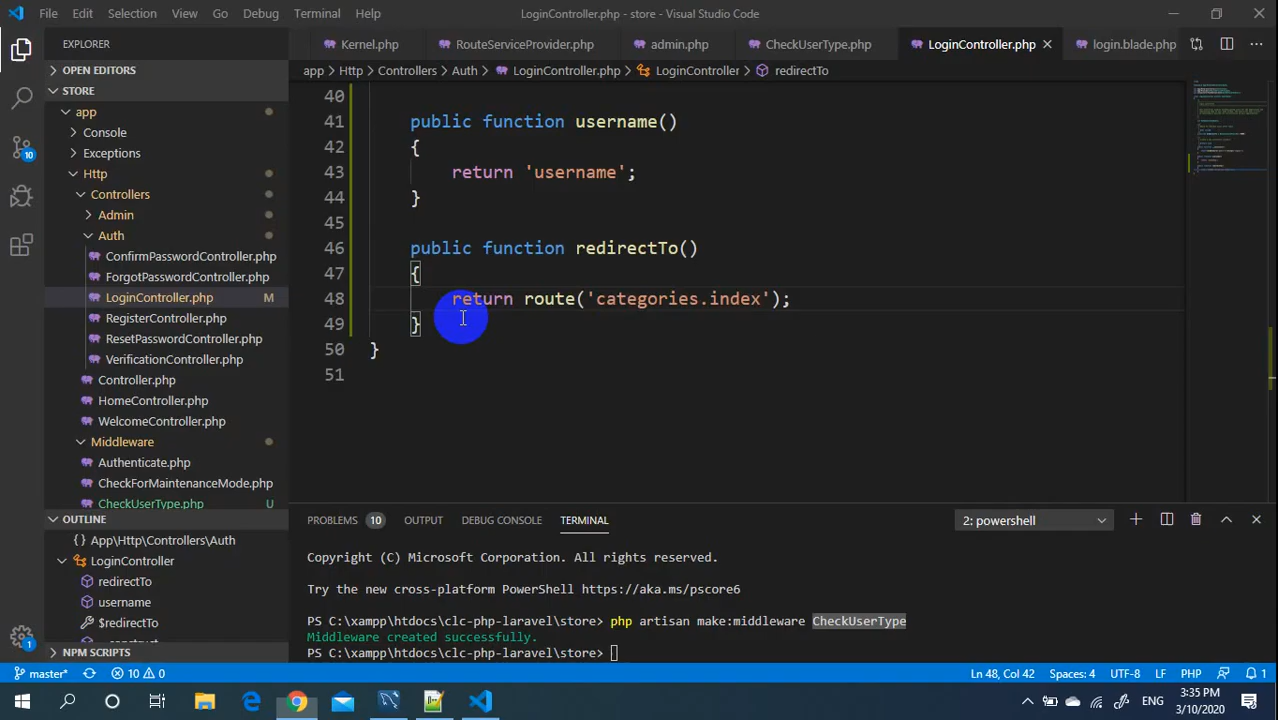 File Edit Selection View Go Debug Terminal Help LoginController.php - store - Visual Studio Code
EXPLORER
Kernel.php RouteServiceProvider.php admin.php CheckUserType.php LoginController.php login.blade.php
OPEN EDITORS
app > Http > Controllers > Auth > LoginController.php > LoginController > redirectTo
STORE
app
Console
Exceptions
Http
Controllers
Admin
Auth
ConfirmPasswordController.php
ForgotPasswordController.php
LoginController.php M
RegisterController.php
ResetPasswordController.php
VerificationController.php
Controller.php
HomeController.php
WelcomeController.php
Middleware
Authenticate.php
CheckForMaintenanceMode.php
CheckUserType.php U
OUTLINE
{} App\Http\Controllers\Auth
LoginController
redirectTo
username
$redirectTo
NPM SCRIPTS
10
1
40
41 public function username()
42 {
43 return 'username';
44 }
45
46 public function redirectTo()
47 {
48 return route('categories.index');
49 }
50 }
51
PROBLEMS 10 OUTPUT DEBUG CONSOLE TERMINAL 2: powershell
Copyright (C) Microsoft Corporation. All rights reserved.
Try the new cross-platform PowerShell https://aka.ms/pscore6
PS C:\xampp\htdocs\clc-php-laravel\store> php artisan make:middleware CheckUserType
Middleware created successfully.
PS C:\xampp\htdocs\clc-php-laravel\store>
master* 10 0 Ln 48, Col 42 Spaces: 4 UTF-8 LF PHP 1
ENG 3:35 PM
3/10/2020